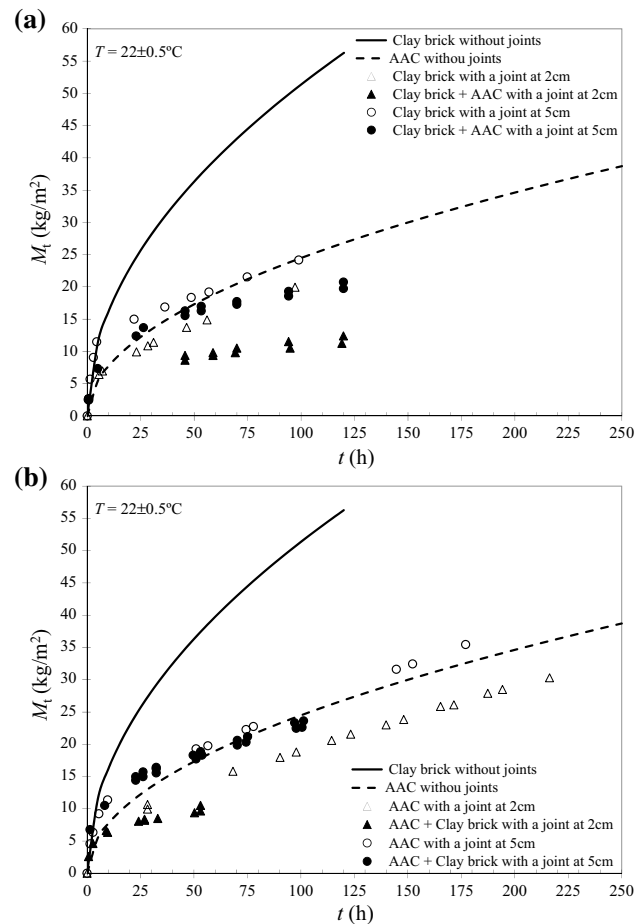 (a)
T = 22±0.5ºC
Clay brick without joints
AAC withou joints
Clay brick with a joint at 2cm
Clay brick + AAC with a joint at 2cm
Clay brick with a joint at 5cm
Clay brick + AAC with a joint at 5cm
60
55
50
45
40
35
30
25
20
15
10
5
0
Mt (kg/m²)
0 25 50 75 100 125 150 175 200 225 250
t (h)
(b)
T = 22±0.5ºC
60
55
50
45
40
35
30
25
20
15
10
5
0
Mt (kg/m²)
Clay brick without joints
AAC without joints
AAC with a joint at 2cm
AAC + Clay brick with a joint at 2cm
AAC with a joint at 5cm
AAC + Clay brick with a joint at 5cm
0 25 50 75 100 125 150 175 200 225 250
t (h)